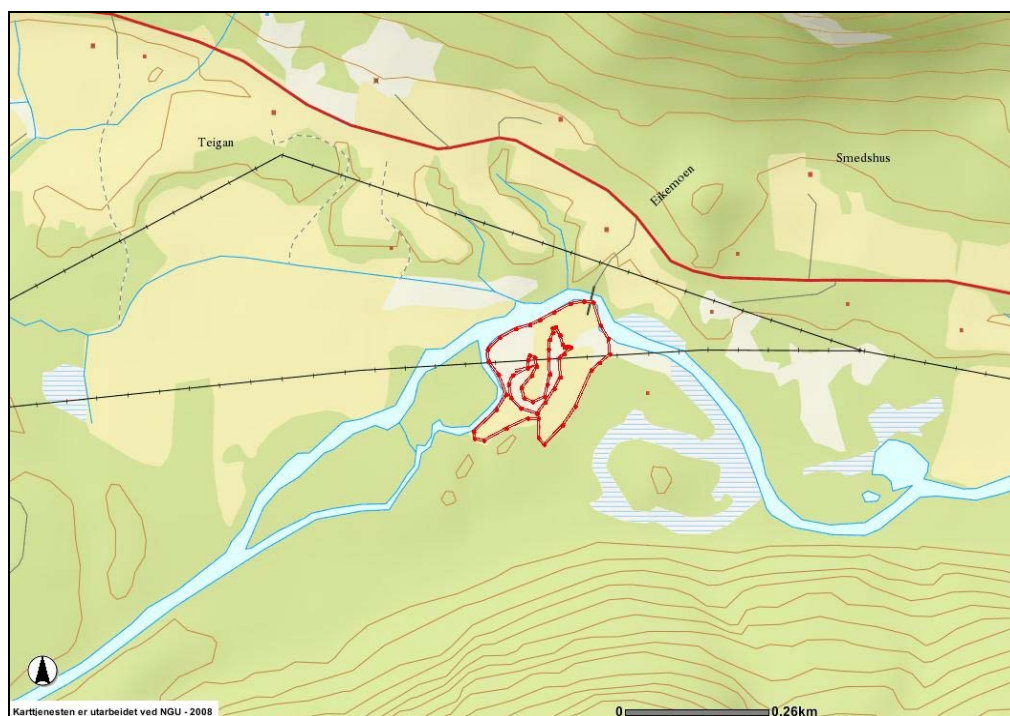 Teigan
Smedshus
Eikemoen
Karttjenesten er utarbeidet ved NGU - 2008
0 0.26km